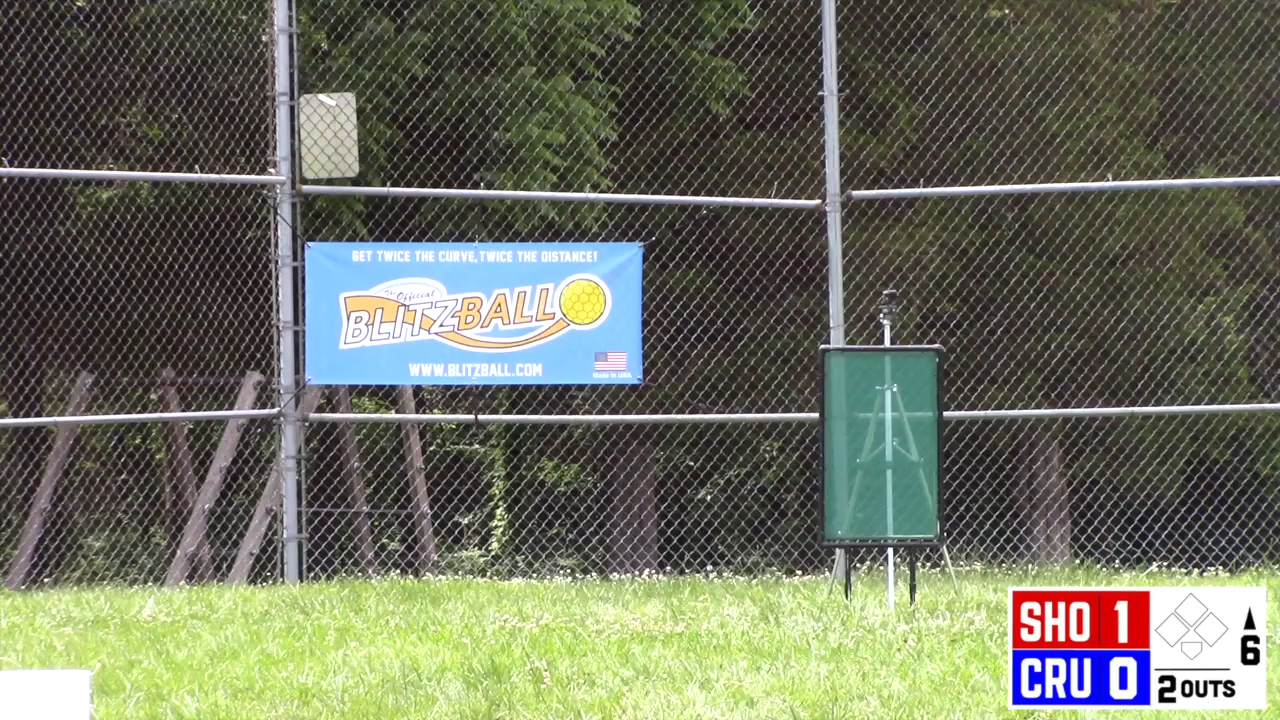 GET TWICE THE CURVE, TWICE THE DISTANCE!
The Official
BLITZBALL
WWW.BLITZBALL.COM
Made in USA
SHO 1
CRU 0
6
2 OUTS